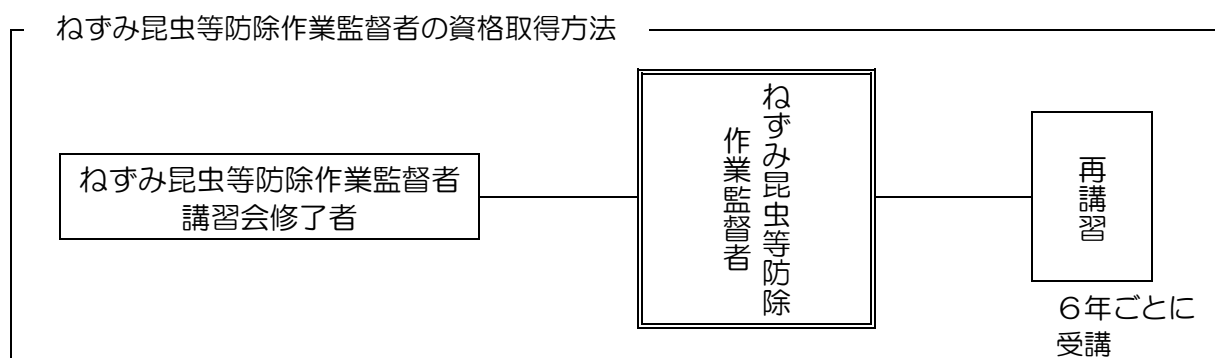 ねずみ昆虫等防除作業監督者の資格取得方法
ねずみ昆虫等防除作業監督者
講習会修了者
ねずみ昆虫等防除
作業監督者
再講習
６年ごとに
受講